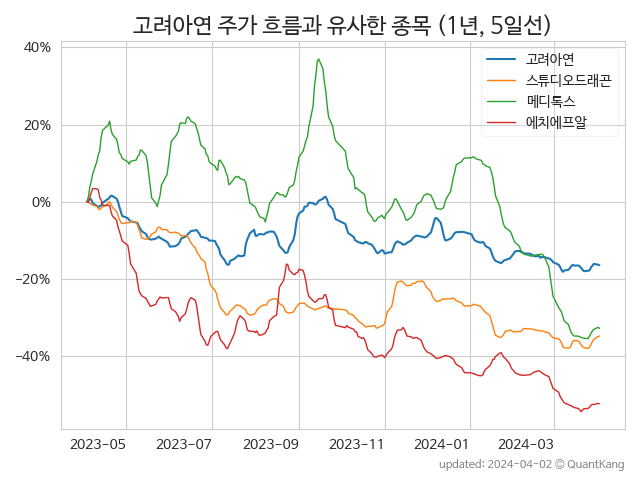 고려아연 주가 흐름과 유사한 종목 (1년, 5일선)
40%
20%
0%
−20%
−40%
고려아연
스튜디오드래곤
메디톡스
에치에프알
2023-05
2023-07
2023-09
2023-11
2024-01
2024-03
updated: 2024-04-02 © QuantKang